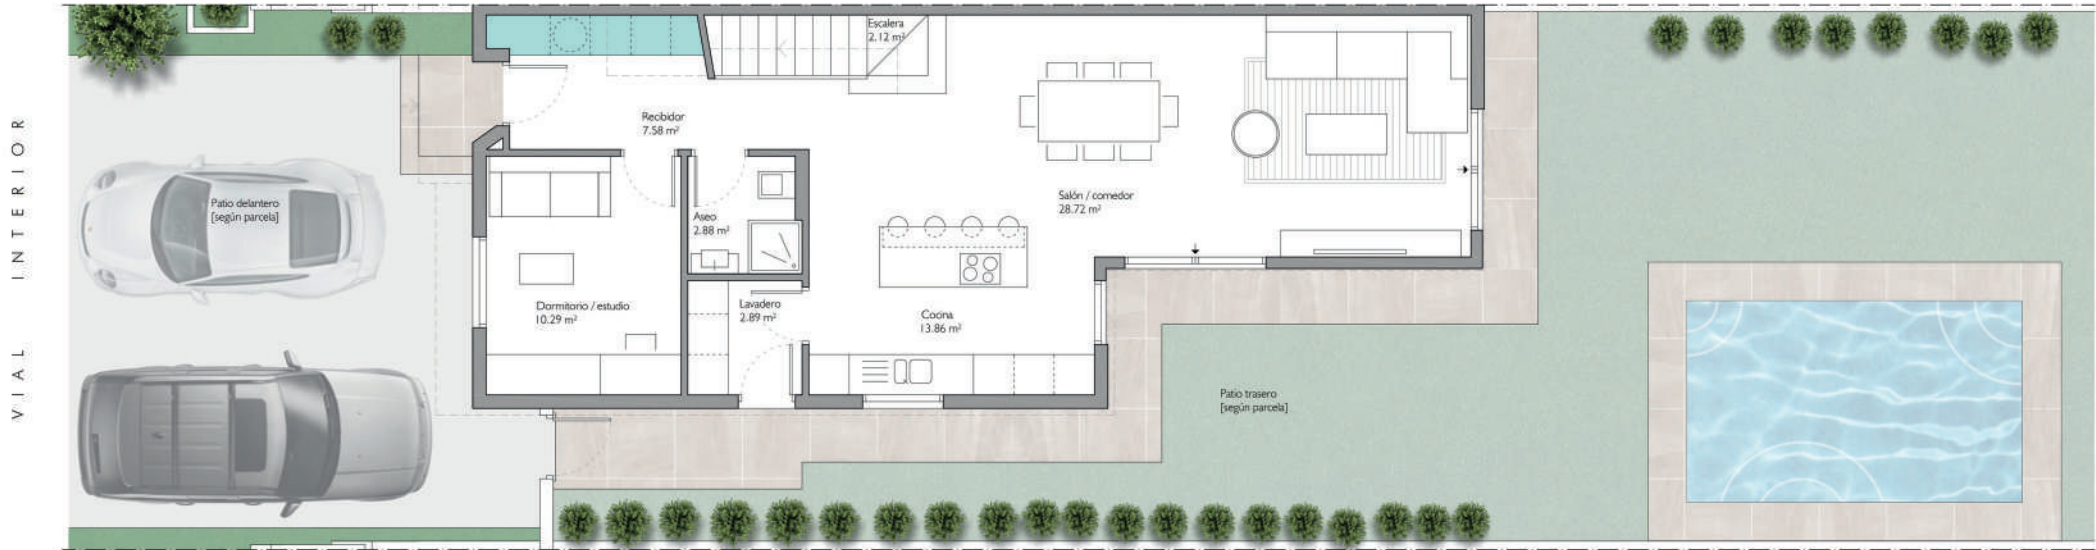 VIAL INTERIOR
Patio delantero
[según parcela]
Escalera
2.12 m²
Recibidor
7.58 m²
Aseo
2.88 m²
Dormitorio / estudio
10.29 m²
Lavadero
2.89 m²
Cocina
13.86 m²
Salón / comedor
28.72 m²
Patio trasero
[según parcela]